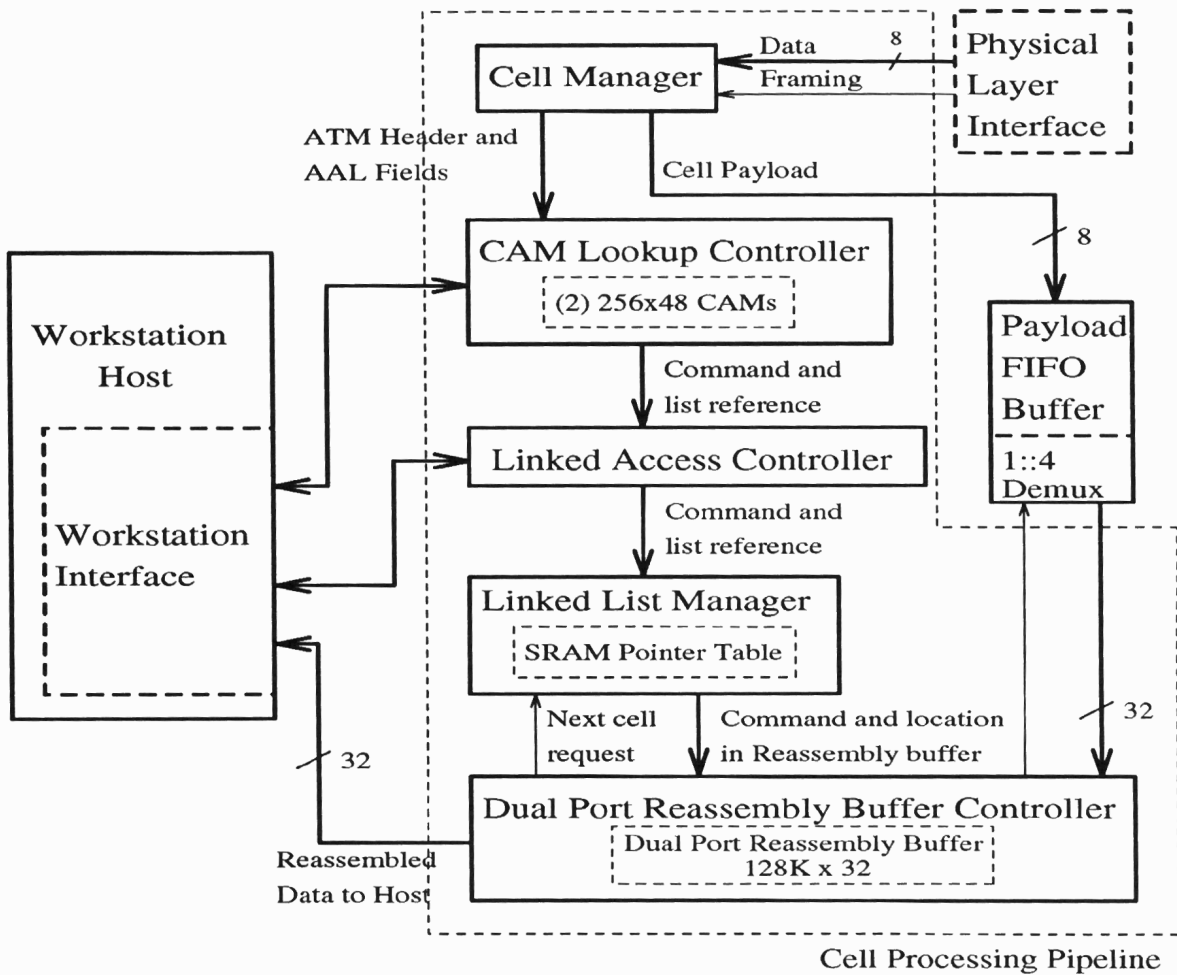 Data
8
Physical
Layer
Interface
Cell Manager
Framing
ATM Header and
AAL Fields
Cell Payload
8
CAM Lookup Controller
(2) 256x48 CAMs
Workstation
Host
Payload
FIFO
Buffer
1::4
Demux
Command and
list reference
Linked Access Controller
Workstation
Interface
Command and
list reference
Linked List Manager
SRAM Pointer Table
Next cell
request
Command and location
in Reassembly buffer
32
32
Dual Port Reassembly Buffer Controller
Dual Port Reassembly Buffer
128K x 32
Reassembled
Data to Host
Cell Processing Pipeline